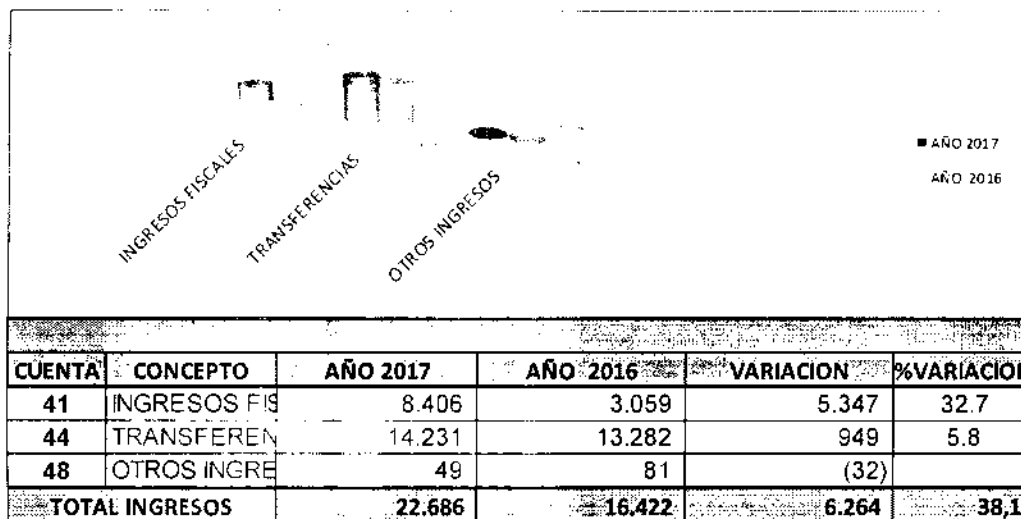 INGRESOS FISCALES
TRANSFERENCIAS
OTROS INGRESOS
AÑO 2017
AÑO 2016
CUENTA CONCEPTO AÑO 2017 AÑO 2016 VARIACION %VARIACION
41 INGRESOS FIS 8.406 3.059 5.347 32.7
44 TRANSFEREN 14.231 13.282 949 5.8
48 OTROS INGRE 49 81 (32)
TOTAL INGRESOS 22.686 16.422 6.264 38,1